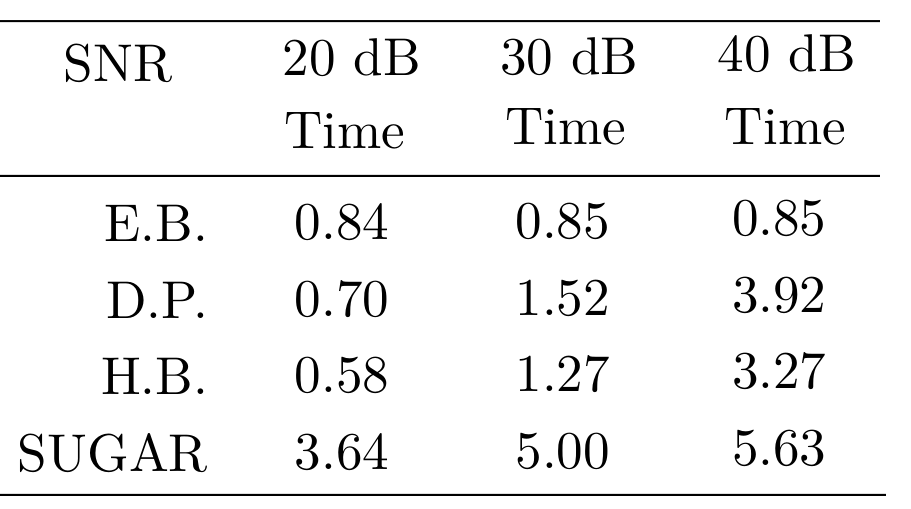 SNR 20 dB 30 dB 40 dB
Time Time Time
E.B. 0.84 0.85 0.85
D.P. 0.70 1.52 3.92
H.B. 0.58 1.27 3.27
SUGAR 3.64 5.00 5.63